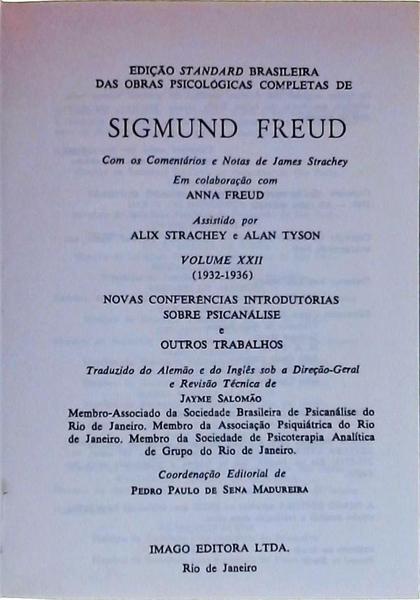 EDIÇÃO STANDARD BRASILEIRA
DAS OBRAS PSICOLÓGICAS COMPLETAS DE
SIGMUND FREUD
Com os Comentários e Notas de James Strachey
Em colaboração com
ANNA FREUD
Assistido por
ALIX STRACHEY e ALAN TYSON
VOLUME XXII
(1932-1936)
NOVAS CONFERÊNCIAS INTRODUTÓRIAS
SOBRE PSICANÁLISE
e
OUTROS TRABALHOS
Traduzido do Alemão e do Inglês sob a Direção-Geral
e Revisão Técnica de
JAYME SALOMÃO
Membro-Associado da Sociedade Brasileira de Psicanálise do
Rio de Janeiro. Membro da Associação Psiquiátrica do Rio
de Janeiro. Membro da Sociedade de Psicoterapia Analítica
de Grupo do Rio de Janeiro.
Coordenação Editorial de
PEDRO PAULO DE SENA MADUREIRA
IMAGO EDITORA LTDA.
Rio de Janeiro